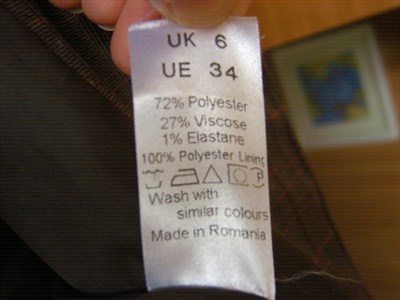 UK 6
UE 34
72% Polyester
27% Viscose
1% Elastane
100% Polyester Lining
Wash with
similar colours
Made in Romania